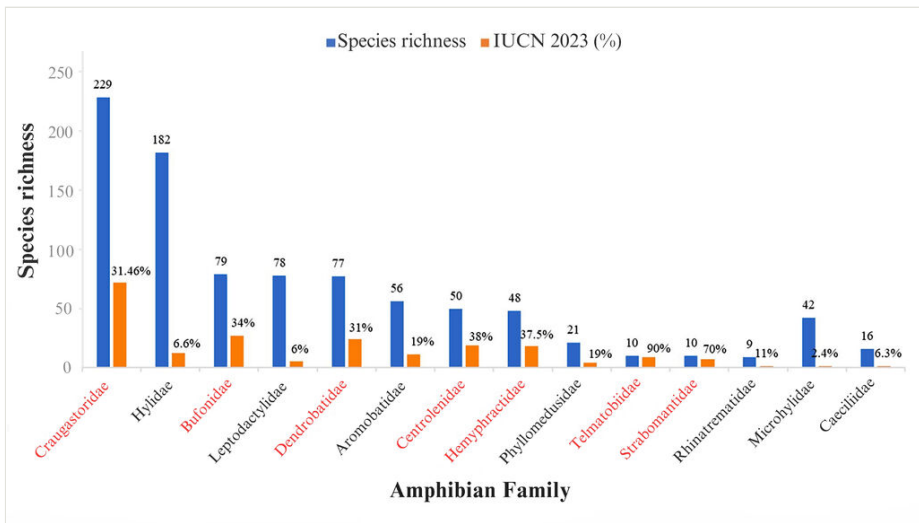 Species richness IUCN 2023 (%)
Species richness
250
200
150
100
50
0
229
31.46%
182
6.6%
79
34%
78
6%
77
31%
56
19%
50
38%
48
37.5%
21
19%
10
90%
10
70%
9
11%
42
2.4%
16
6.3%
Craugastoridae
Hylidae
Bufonidae
Leptodactylidae
Dendrobatidae
Aromobatidae
Centrolenidae
Hemyphractidae
Phyllomedusidae
Telmatobiidae
Strabomantidae
Rhinatrematidae
Microhylidae
Caeciliidae
Amphibian Family